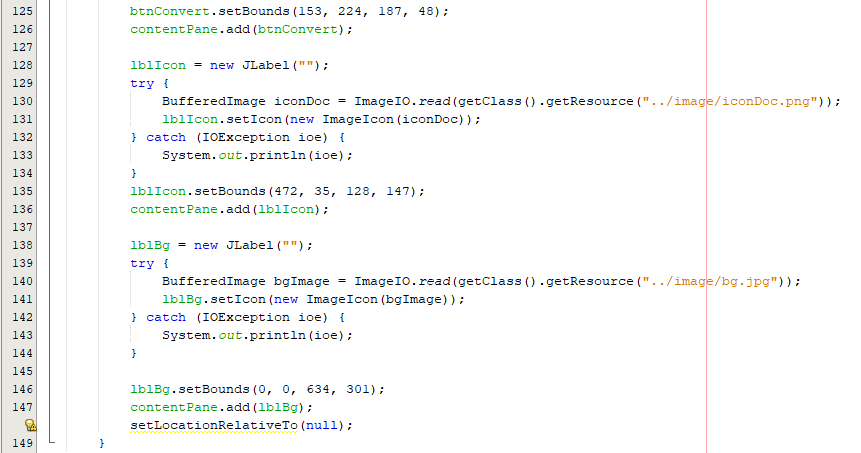 125 btnConvert.setBounds(153, 224, 187, 48);
126 contentPane.add(btnConvert);
127
128 lblIcon = new JLabel("");
129 try {
130 BufferedImage iconDoc = ImageIO.read(getClass().getResource("../image/iconDoc.png"));
131 lblIcon.setIcon(new ImageIcon(iconDoc));
132 } catch (IOException ioe) {
133 System.out.println(ioe);
134 }
135 lblIcon.setBounds(472, 35, 128, 147);
136 contentPane.add(lblIcon);
137
138 lblBg = new JLabel("");
139 try {
140 BufferedImage bgImage = ImageIO.read(getClass().getResource("../image/bg.jpg"));
141 lblBg.setIcon(new ImageIcon(bgImage));
142 } catch (IOException ioe) {
143 System.out.println(ioe);
144 }
145
146 lblBg.setBounds(0, 0, 634, 301);
147 contentPane.add(lblBg);
setLocationRelativeTo(null);
149 }